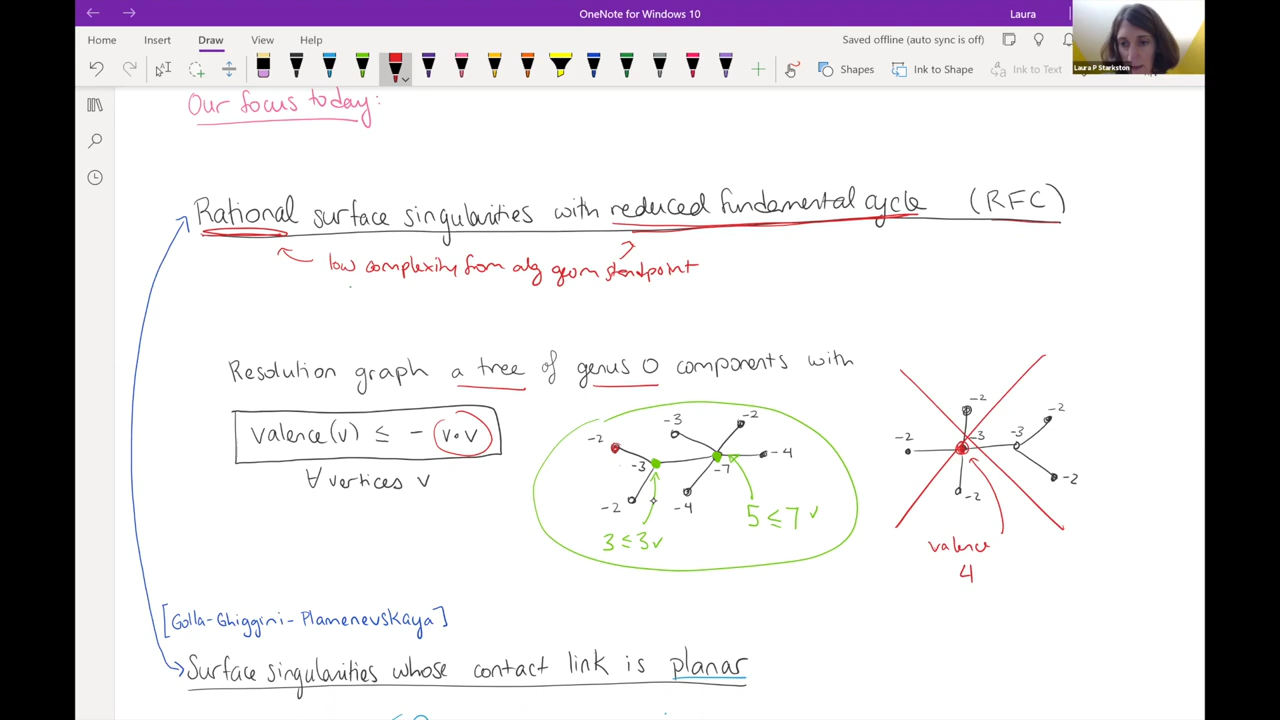 OneNote for Windows 10
Laura
Home Insert Draw View Help
Saved offline (auto sync is off)
Shapes Ink to Shape Ink to Text
Laura P Starkston
Our focus today:
Rational surface singularities with reduced fundamental cycle (RFC)
low complexity from alg geom standpoint
Resolution graph a tree of genus 0 components with
valence(v) ≤ - v•v
∀ vertices v
-2 -3 -2
-3 -7 -4
-2 -4
3≤3✓ 5≤7✓
-2 -2
-2 -3 -3
-2 -2
valence
4
[Golla-Ghiggini-Plamenevskaya]
Surface singularities whose contact link is planar